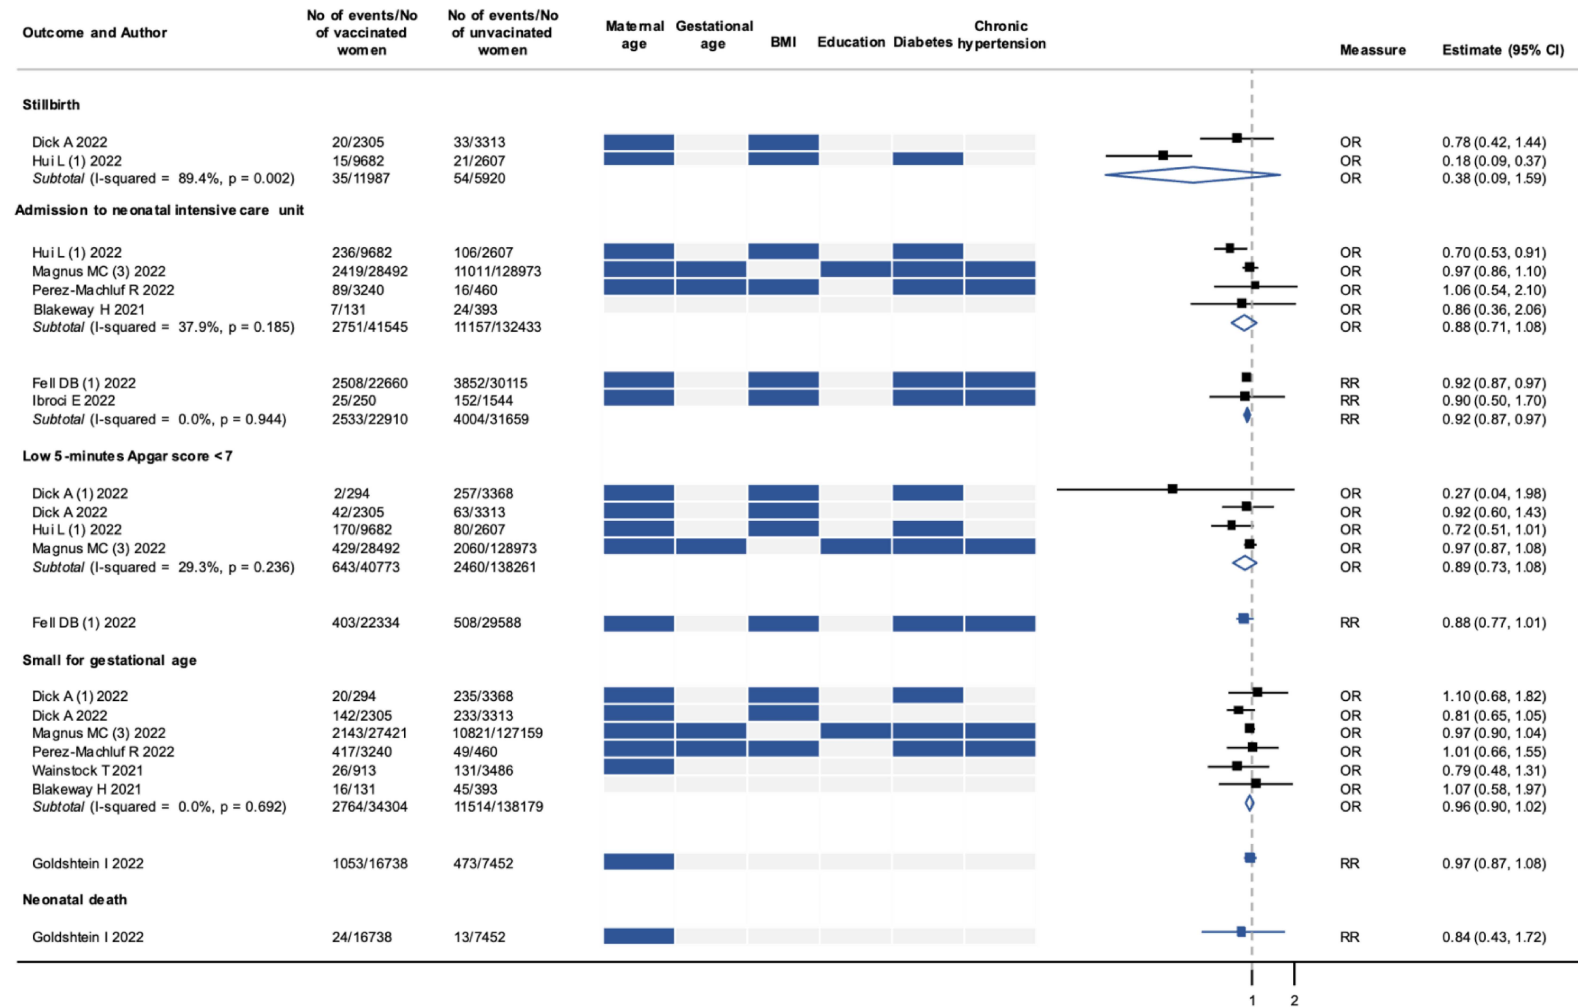 Outcome and Author
No of events/No of vaccinated women
No of events/No of unvacinated women
Maternal age
Gestational age
BMI
Education
Diabetes
Chronic hypertension
Meassure
Estimate (95% CI)
Stillbirth
Dick A 2022 20/2305 33/3313 OR 0.78 (0.42, 1.44)
Hui L (1) 2022 15/9682 21/2607 OR 0.18 (0.09, 0.37)
Subtotal (I-squared = 89.4%, p = 0.002) 35/11987 54/5920 OR 0.38 (0.09, 1.59)
Admission to neonatal intensive care unit
Hui L (1) 2022 236/9682 106/2607 OR 0.70 (0.53, 0.91)
Magnus MC (3) 2022 2419/28492 11011/128973 OR 0.97 (0.86, 1.10)
Perez-Machluf R 2022 89/3240 16/460 OR 1.06 (0.54, 2.10)
Blakeway H 2021 7/131 24/393 OR 0.86 (0.36, 2.06)
Subtotal (I-squared = 37.9%, p = 0.185) 2751/41545 11157/132433 OR 0.88 (0.71, 1.08)
Fell DB (1) 2022 2508/22660 3852/30115 RR 0.92 (0.87, 0.97)
Ibroci E 2022 25/250 152/1544 RR 0.90 (0.50, 1.70)
Subtotal (I-squared = 0.0%, p = 0.944) 2533/22910 4004/31659 RR 0.92 (0.87, 0.97)
Low 5-minutes Apgar score <7
Dick A (1) 2022 2/294 257/3368 OR 0.27 (0.04, 1.98)
Dick A 2022 42/2305 63/3313 OR 0.92 (0.60, 1.43)
Hui L (1) 2022 170/9682 80/2607 OR 0.72 (0.51, 1.01)
Magnus MC (3) 2022 429/28492 2060/128973 OR 0.97 (0.87, 1.08)
Subtotal (I-squared = 29.3%, p = 0.236) 643/40773 2460/138261 OR 0.89 (0.73, 1.08)
Fell DB (1) 2022 403/22334 508/29588 RR 0.88 (0.77, 1.01)
Small for gestational age
Dick A (1) 2022 20/294 235/3368 OR 1.10 (0.68, 1.82)
Dick A 2022 142/2305 233/3313 OR 0.81 (0.65, 1.05)
Magnus MC (3) 2022 2143/27421 10821/127159 OR 0.97 (0.90, 1.04)
Perez-Machluf R 2022 417/3240 49/460 OR 1.01 (0.66, 1.55)
Wainstock T 2021 26/913 131/3486 OR 0.79 (0.48, 1.31)
Blakeway H 2021 16/131 45/393 OR 1.07 (0.58, 1.97)
Subtotal (I-squared = 0.0%, p = 0.692) 2764/34304 11514/138179 OR 0.96 (0.90, 1.02)
Goldshtein I 2022 1053/16738 473/7452 RR 0.97 (0.87, 1.08)
Neonatal death
Goldshtein I 2022 24/16738 13/7452 RR 0.84 (0.43, 1.72)
1 2